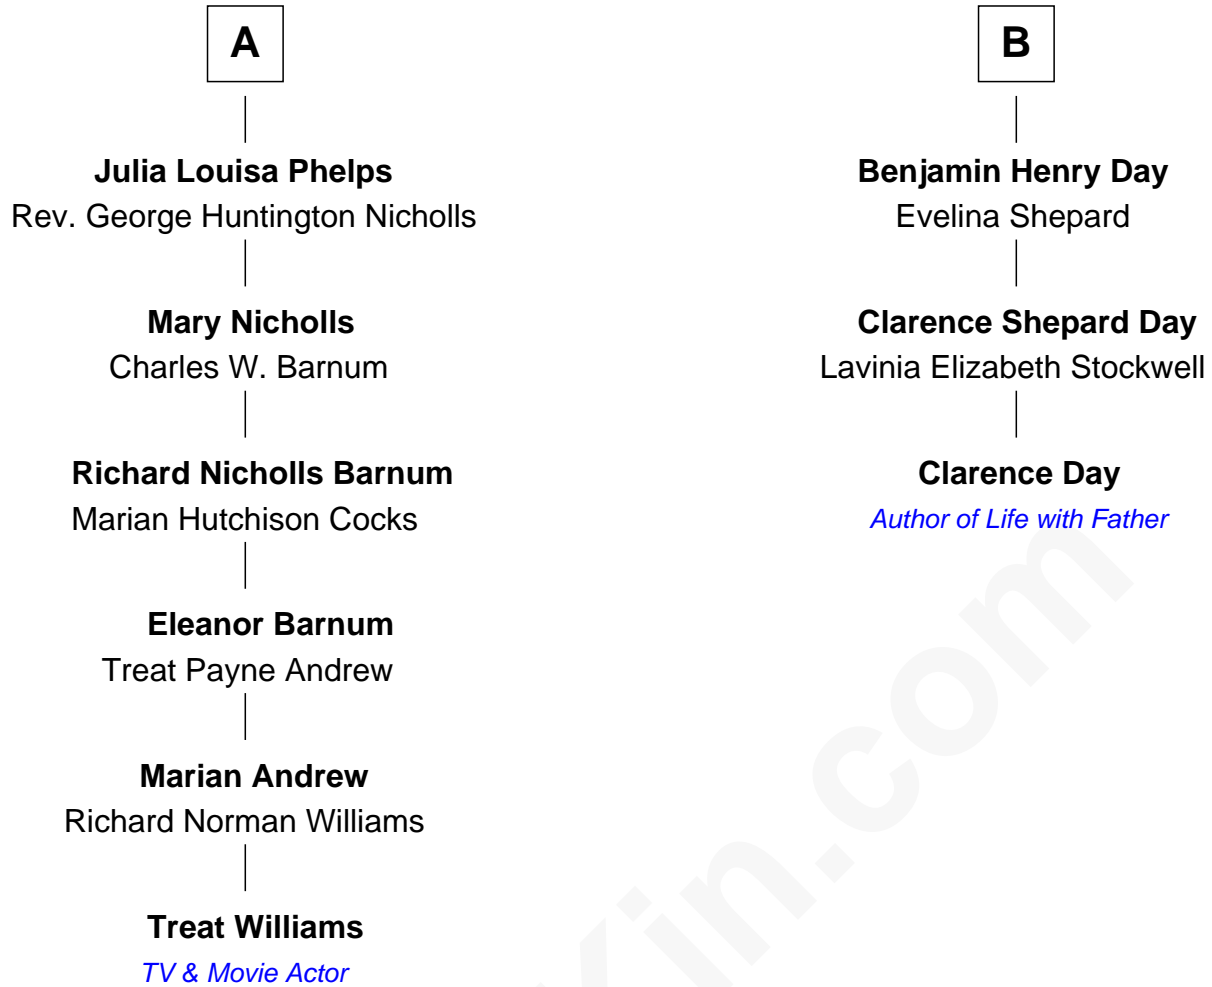 A
Julia Louisa Phelps
Rev. George Huntington Nicholls
Mary Nicholls
Charles W. Barnum
Richard Nicholls Barnum
Marian Hutchison Cocks
Eleanor Barnum
Treat Payne Andrew
Marian Andrew
Richard Norman Williams
Treat Williams
TV & Movie Actor
B
Benjamin Henry Day
Evelina Shepard
Clarence Shepard Day
Lavinia Elizabeth Stockwell
Clarence Day
Author of Life with Father
Kin.com